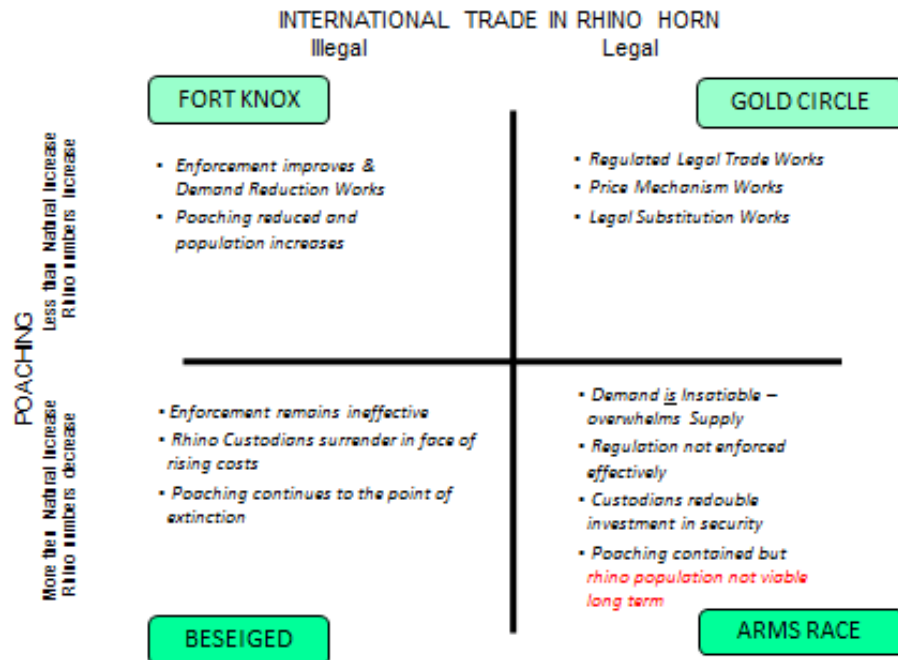 INTERNATIONAL TRADE IN RHINO HORN
Illegal
Legal
FORT KNOX
GOLD CIRCLE
• Enforcement improves &
Demand Reduction Works
• Poaching reduced and
population increases
• Regulated Legal Trade Works
• Price Mechanism Works
• Legal Substitution Works
POACHING
Less than Natural Increase
Rhino numbers Increase
More then Natural Increase
Rhino numbers decrease
• Enforcement remains ineffective
• Rhino Custodians surrender in face of
rising costs
• Poaching continues to the point of
extinction
• Demand is Insatiable –
overwhelms Supply
• Regulation not enforced
effectively
• Custodians redouble
investment in security
• Poaching contained but
rhino population not viable
long term
BESEIGED
ARMS RACE